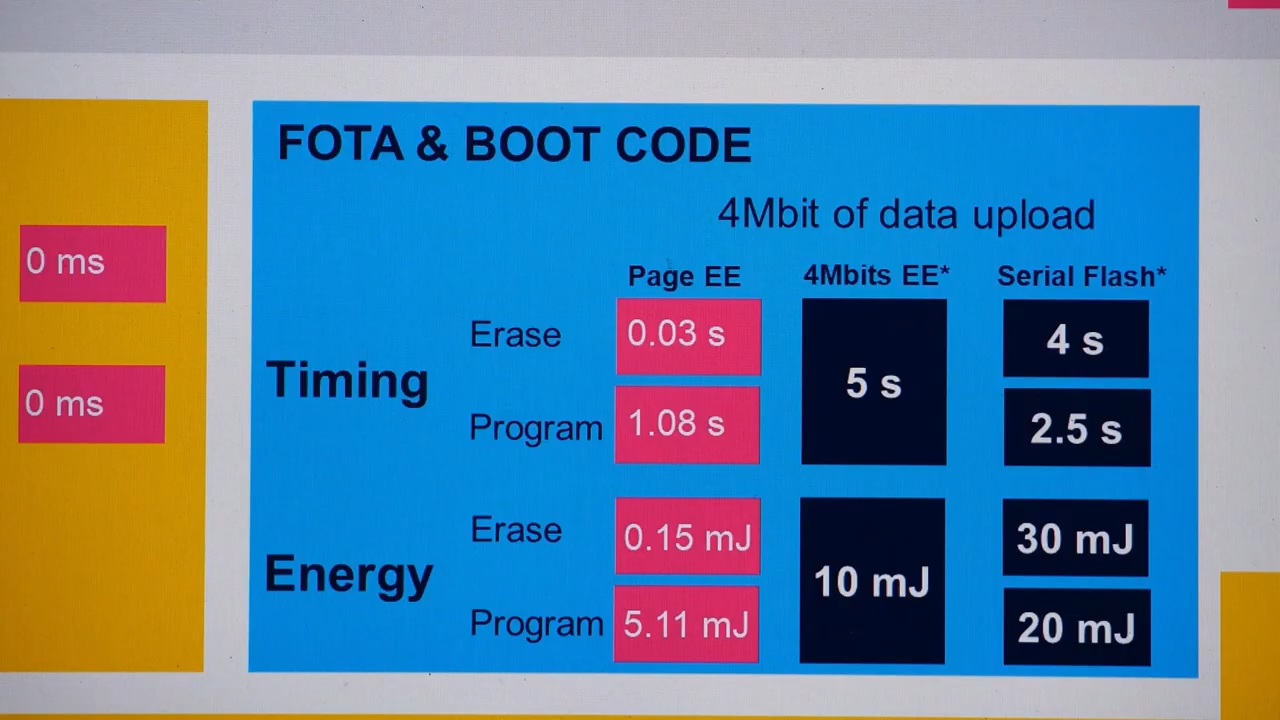 FOTA & BOOT CODE
4Mbit of data upload
Page EE 4Mbits EE* Serial Flash*
0 ms
Timing
Erase 0.03 s 5 s 4 s
0 ms
Program 1.08 s 2.5 s
Energy
Erase 0.15 mJ 10 mJ 30 mJ
Program 5.11 mJ 20 mJ